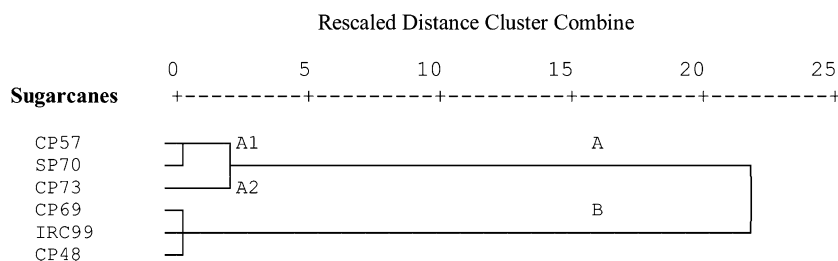 Rescaled Distance Cluster Combine
0 5 10 15 20 25
Sugarcanes +---------+---------+---------+---------+---------+
CP57 A1 A
SP70
CP73 A2
CP69 B
IRC99
CP48